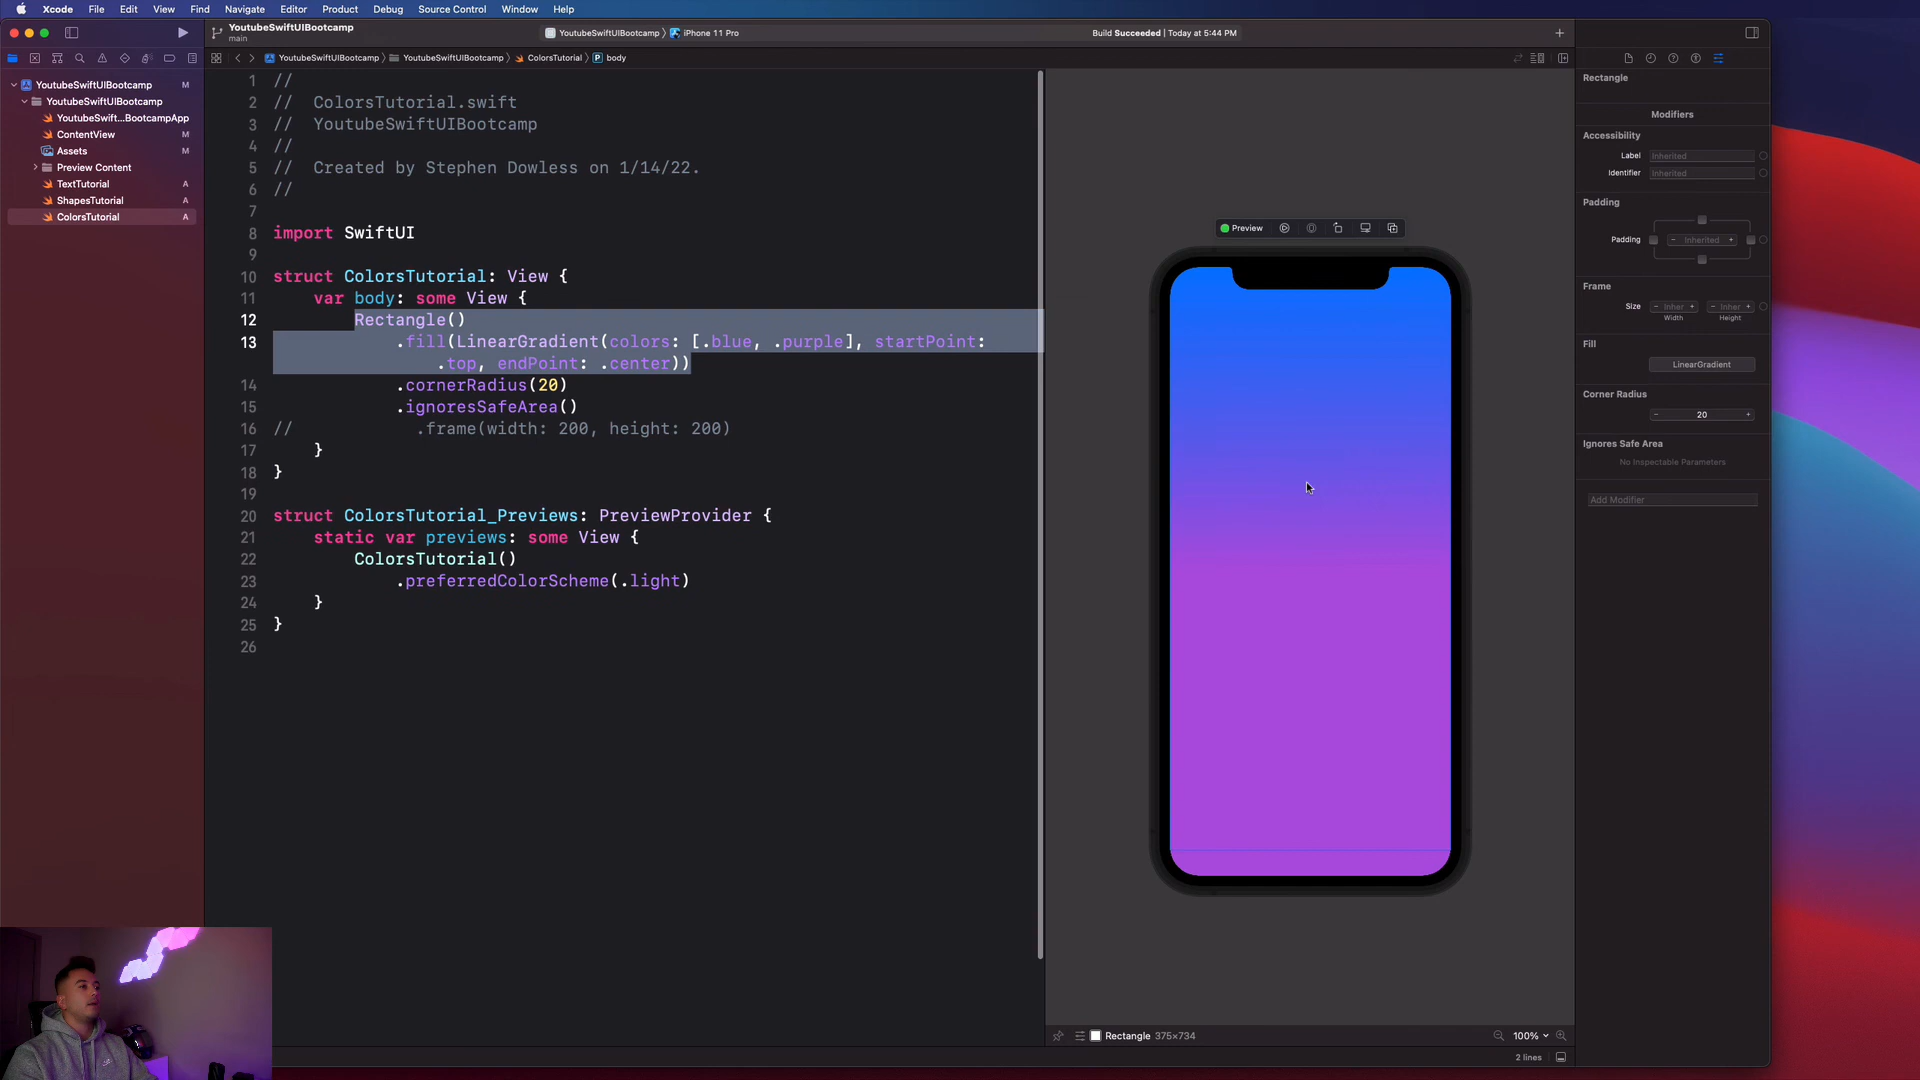 Xcode File Edit View Find Navigate Editor Product Debug Source Control Window Help
YoutubeSwiftUIBootcamp
main
YoutubeSwiftUIBootcamp iPhone 11 Pro
Build Succeeded | Today at 5:44 PM
YoutubeSwiftUIBootcamp YoutubeSwiftUIBootcamp ColorsTutorial P body
YoutubeSwiftUIBootcamp M
YoutubeSwiftUIBootcamp
YoutubeSwift...BootcampApp
ContentView M
Assets M
Preview Content
TextTutorial A
ShapesTutorial A
ColorsTutorial A
1 //
2 // ColorsTutorial.swift
3 // YoutubeSwiftUIBootcamp
4 //
5 // Created by Stephen Dowless on 1/14/22.
6 //
7
8 import SwiftUI
9
10 struct ColorsTutorial: View {
11 var body: some View {
12 Rectangle()
13 .fill(LinearGradient(colors: [.blue, .purple], startPoint:
.top, endPoint: .center))
14 .cornerRadius(20)
15 .ignoresSafeArea()
16 // .frame(width: 200, height: 200)
17 }
18 }
19
20 struct ColorsTutorial_Previews: PreviewProvider {
21 static var previews: some View {
22 ColorsTutorial()
23 .preferredColorScheme(.light)
24 }
25 }
26
Preview
Rectangle 375×734
100%
2 lines
Rectangle
Modifiers
Accessibility
Label Inherited
Identifier Inherited
Padding
Padding − Inherited +
Frame
Size − Inher + − Inher +
Width Height
Fill
LinearGradient
Corner Radius
− 20 +
Ignores Safe Area
No Inspectable Parameters
Add Modifier